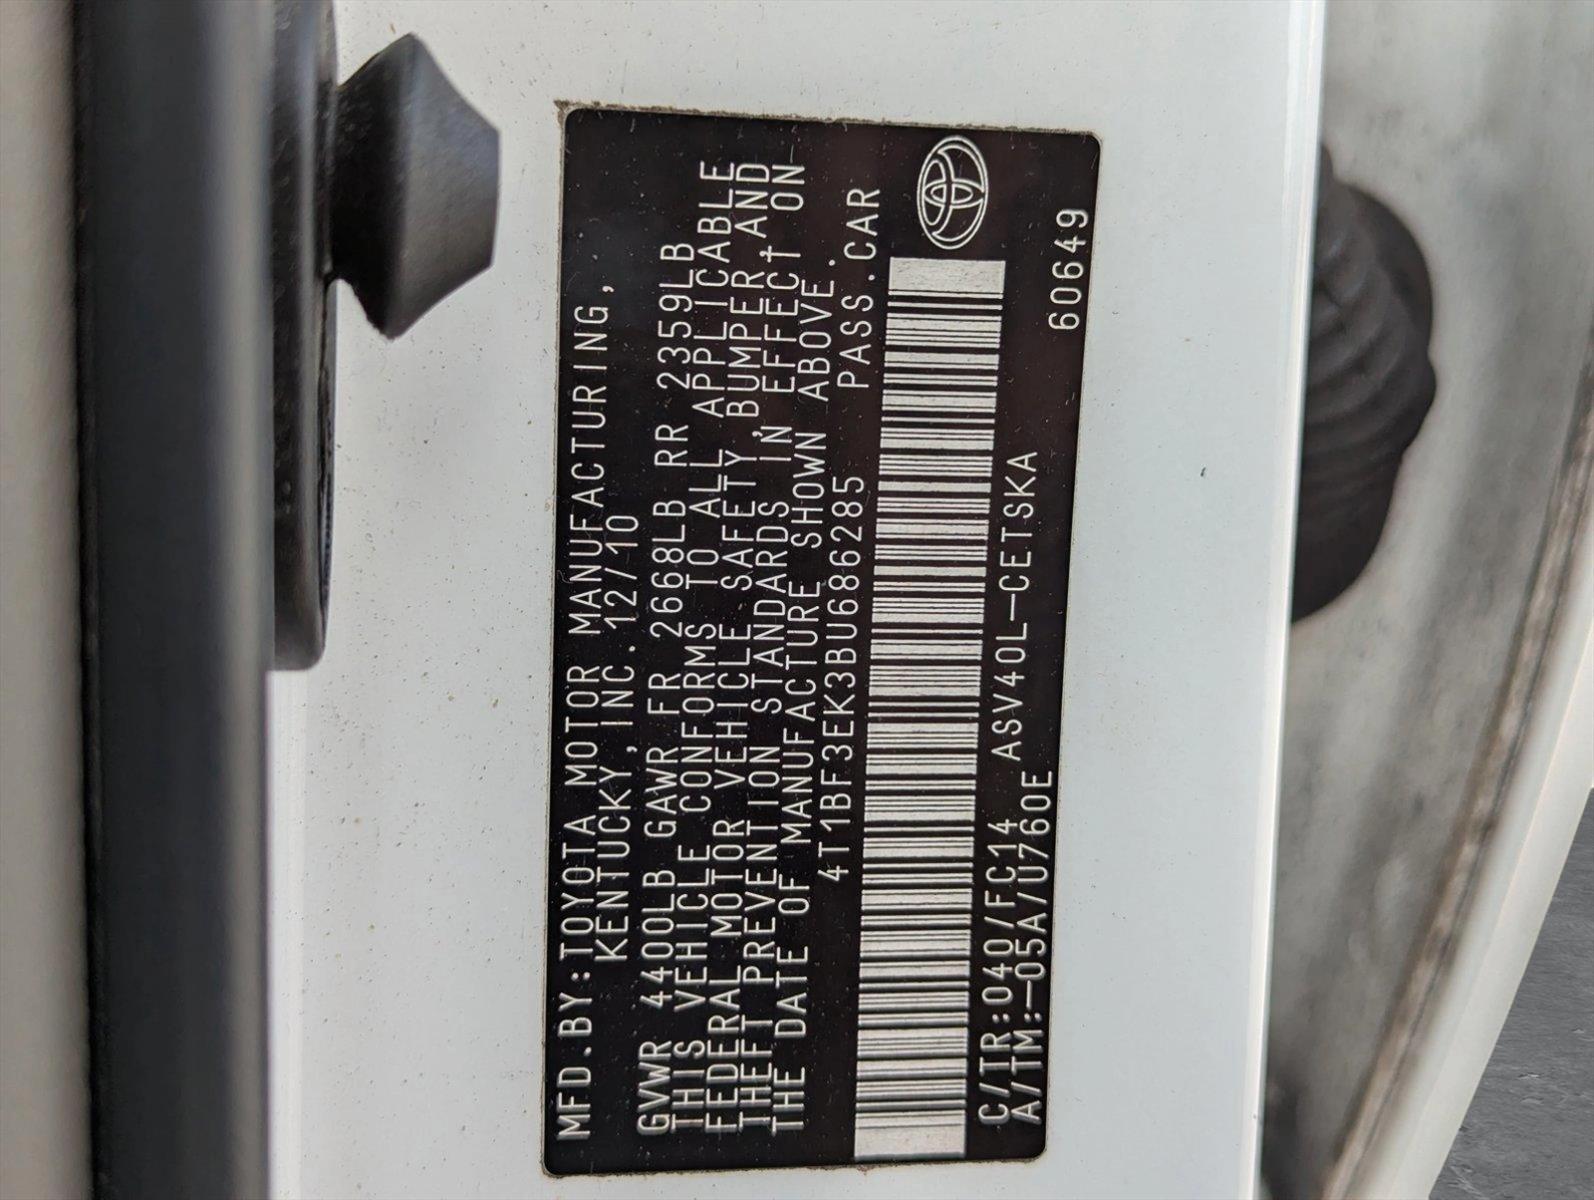 MFD.BY:TOYOTA MOTOR MANUFACTURING,
KENTUCKY, INC. 12/10
GVWR 4400LB GAWR FR 2668LB RR 2359LB
THIS VEHICLE CONFORMS TO ALL APPLICABLE
FEDERAL MOTOR VEHICLE SAFETY, BUMPER, AND
THEFT PREVENTION STANDARDS IN EFFECT ON
THE DATE OF MANUFACTURE SHOWN ABOVE.
4T1BF3EK3BU686285 PASS.CAR
C/TR:040/FC14 ASV40L-CETSKA
A/TM:-05A/U760E 60649